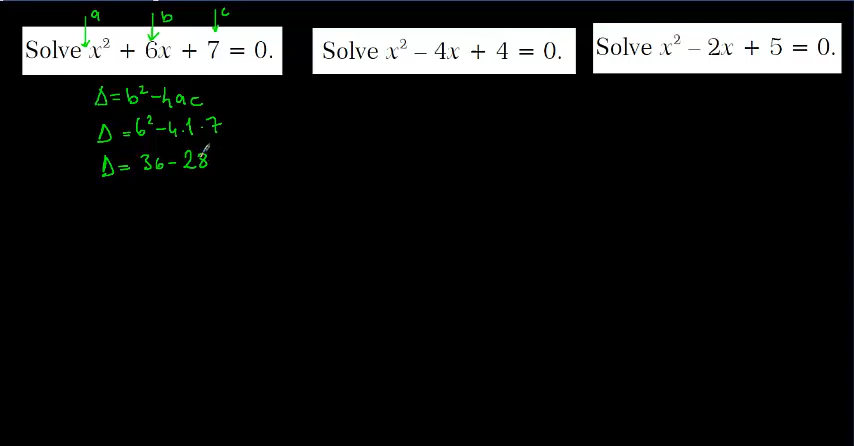 a b c
Solve x² + 6x + 7 = 0.
Solve x² – 4x + 4 = 0.
Solve x² – 2x + 5 = 0.
Δ = b² – 4ac
Δ = 6² – 4.1.7
Δ = 36 – 28